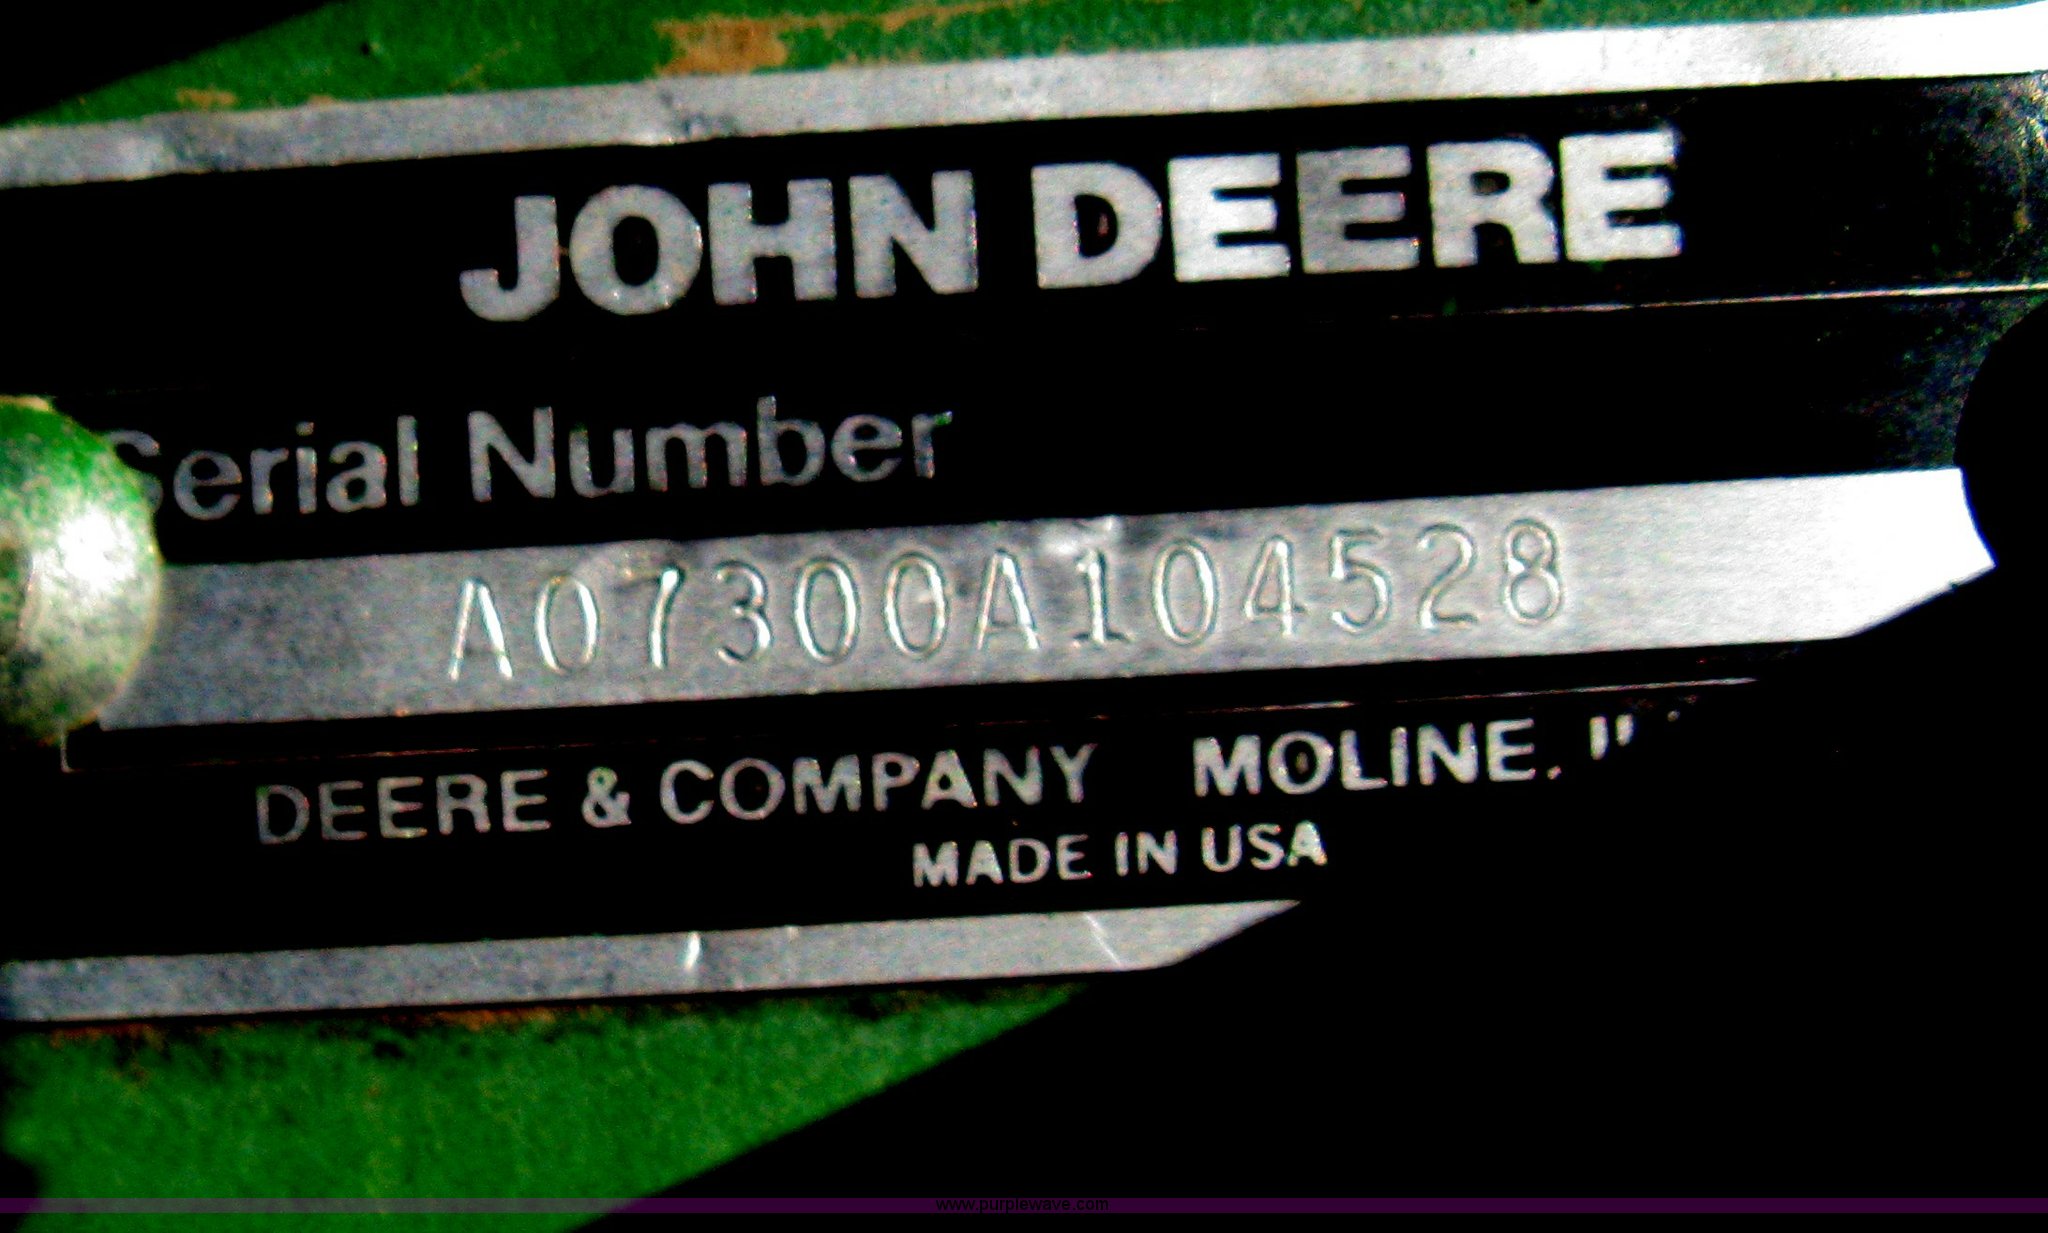 JOHN DEERE
Serial Number
A07300A104528
DEERE & COMPANY MOLINE,
MADE IN USA
www.purplewave.com